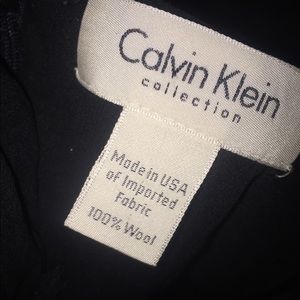 Calvin Klein
collection
Made in USA
of Imported
Fabric
100% Wool